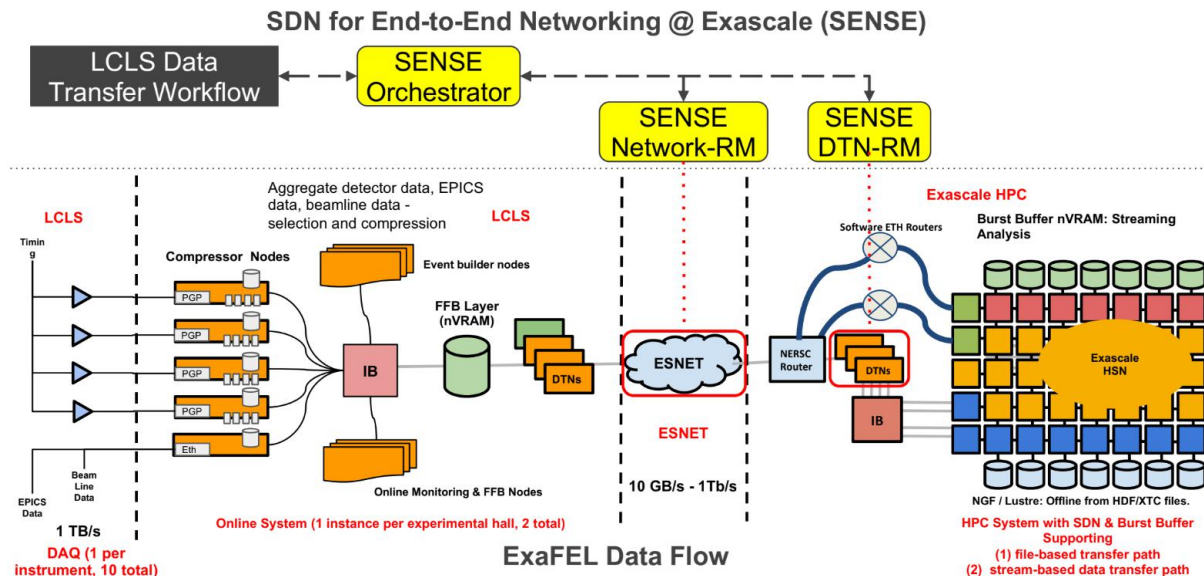 SDN for End-to-End Networking @ Exascale (SENSE)
LCLS Data
Transfer Workflow
SENSE
Orchestrator
SENSE
Network-RM
SENSE
DTN-RM
LCLS
Aggregate detector data, EPICS
data, beamline data -
selection and compression
LCLS
Exascale HPC
Timin
g
Compressor Nodes
Event builder nodes
Software ETH Routers
Burst Buffer nVRAM: Streaming
Analysis
PGP
PGP
PGP
PGP
Eth
FFB Layer
(nVRAM)
IB
DTNs
ESNET
NERSC
Router
DTNs
IB
Exascale
HSN
ESNET
EPICS
Data
Beam
Line
Data
Online Monitoring & FFB Nodes
10 GB/s - 1Tb/s
NGF / Lustre: Offline from HDF/XTC files.
1 TB/s
DAQ (1 per
instrument, 10 total)
Online System (1 instance per experimental hall, 2 total)
ExaFEL Data Flow
HPC System with SDN & Burst Buffer
Supporting
(1) file-based transfer path
(2) stream-based data transfer path